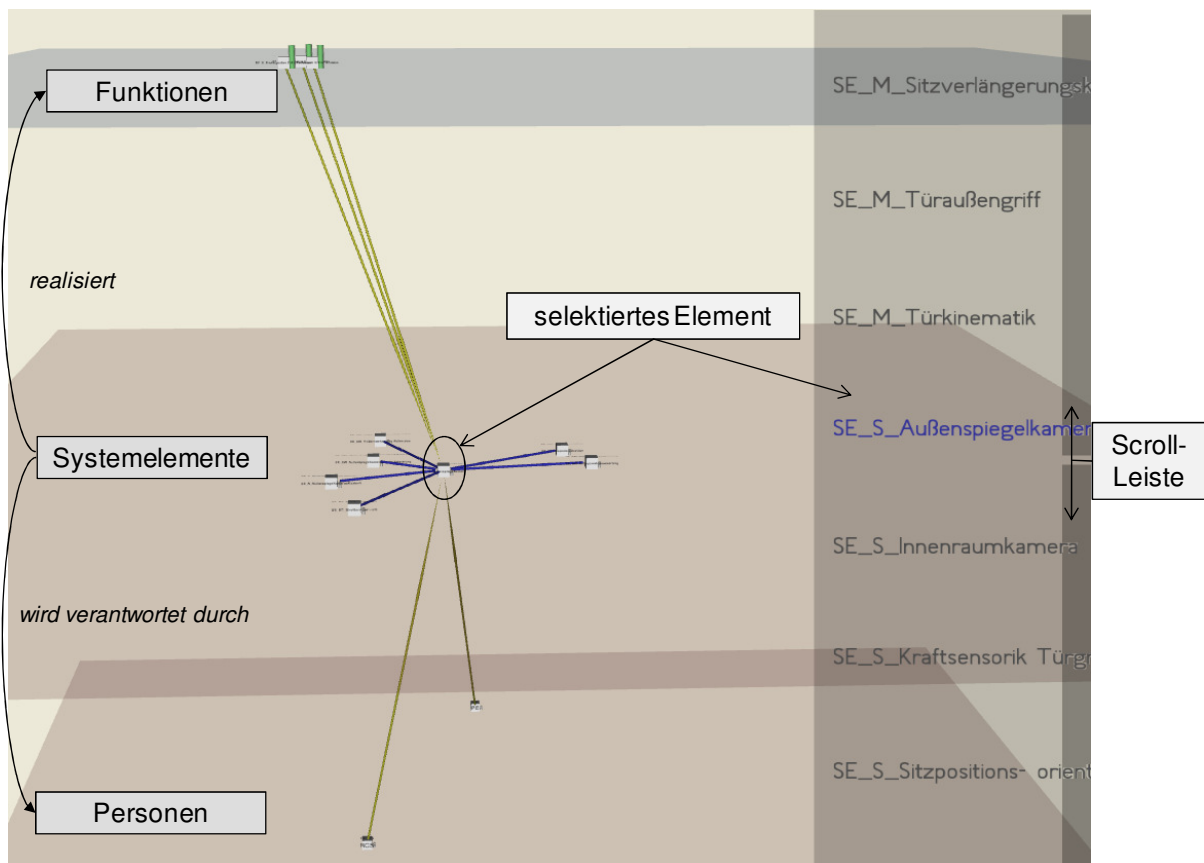 Funktionen
SE_M_Sitzverlängerungsk
SE_M_Türaußengriff
realisiert
selektiertes Element
SE_M_Türkinematik
SE_S_Außenspiegelkamer
Systemelemente
Scroll-
Leiste
SE_S_Innenraumkamera
wird verantwortet durch
SE_S_Kraftsensorik Türgr
SE_S_Sitzpositions- orient
Personen